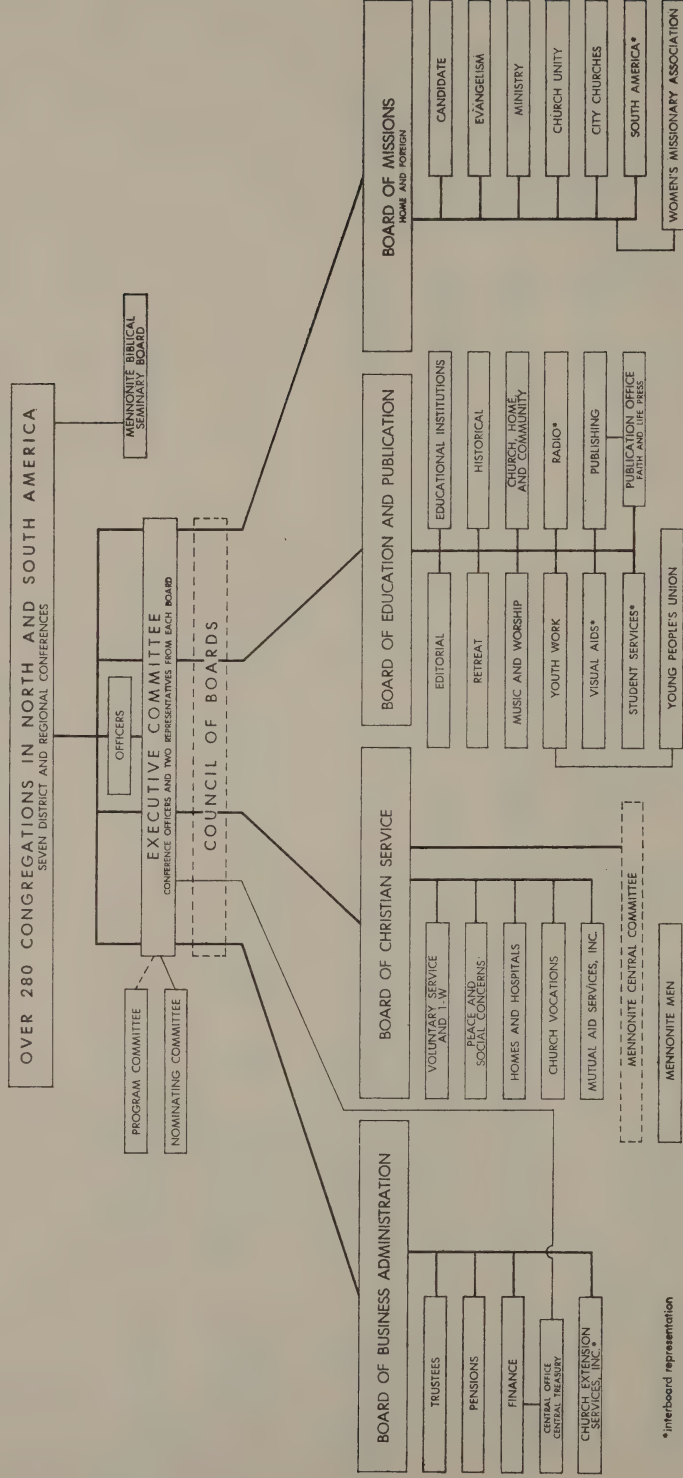 OVER 280 CONGREGATIONS IN NORTH AND SOUTH AMERICA
SEVEN DISTRICT AND REGIONAL CONFERENCES
MENNONITE BIBLICAL
SEMINARY BOARD
OFFICERS
PROGRAM COMMITTEE
NOMINATING COMMITTEE
EXECUTIVE COMMITTEE
CONFERENCE OFFICERS AND TWO REPRESENTATIVES FROM EACH BOARD
COUNCIL OF BOARDS
BOARD OF BUSINESS ADMINISTRATION
TRUSTEES
PENSIONS
FINANCE
CENTRAL OFFICE
CENTRAL TREASURY
CHURCH EXTENSION
SERVICES, INC.*
BOARD OF CHRISTIAN SERVICE
VOLUNTARY SERVICE
AND 1-W
PEACE AND
SOCIAL CONCERNS
HOMES AND HOSPITALS
CHURCH VOCATIONS
MUTUAL AID SERVICES, INC.
MENNONITE CENTRAL COMMITTEE
MENNONITE MEN
BOARD OF EDUCATION AND PUBLICATION
EDITORIAL
RETREAT
MUSIC AND WORSHIP
YOUTH WORK
VISUAL AIDS*
STUDENT SERVICES*
YOUNG PEOPLE'S UNION
EDUCATIONAL INSTITUTIONS
HISTORICAL
CHURCH, HOME,
AND COMMUNITY
RADIO*
PUBLISHING
PUBLICATION OFFICE
FAITH AND LIFE PRESS
BOARD OF MISSIONS
HOME AND FOREIGN
CANDIDATE
EVANGELISM
MINISTRY
CHURCH UNITY
CITY CHURCHES
SOUTH AMERICA*
WOMEN'S MISSIONARY ASSOCIATION
*interboard representation